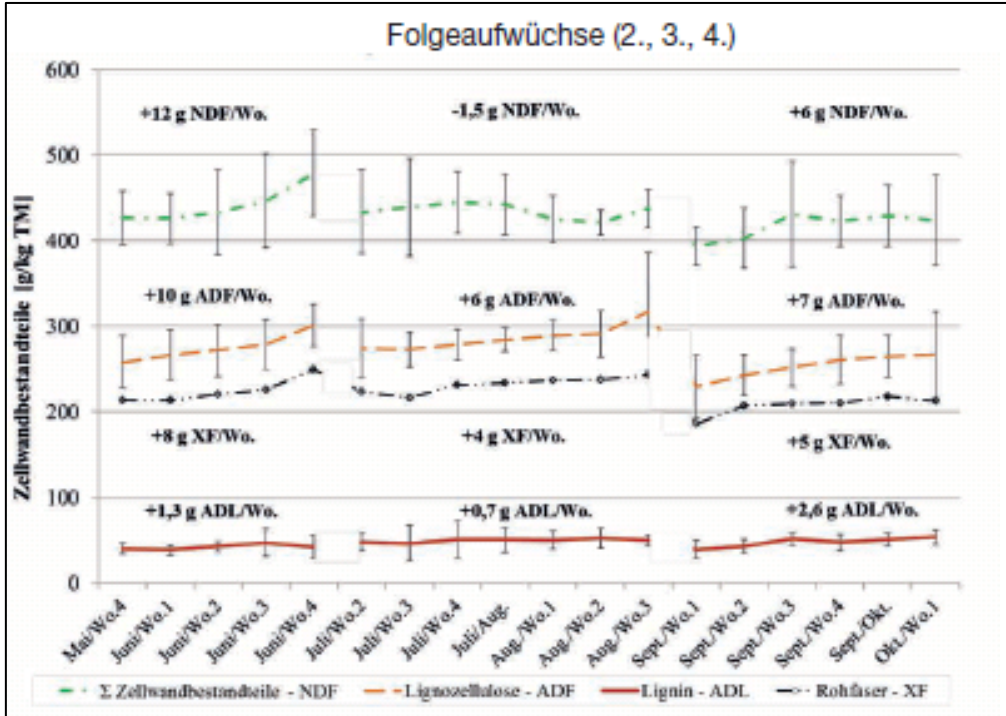 Folgeaufwüchse (2., 3., 4.)
Zellwandbestandteile [g/kg TM]
600
500
400
300
200
100
0
+12 g NDF/Wo.
-1,5 g NDF/Wo.
+6 g NDF/Wo.
+10 g ADF/Wo.
+6 g ADF/Wo.
+7 g ADF/Wo.
+8 g XF/Wo.
+4 g XF/Wo.
+5 g XF/Wo.
+1,3 g ADL/Wo.
+0,7 g ADL/Wo.
+2,6 g ADL/Wo.
Mai/Wo.4
Juni/Wo.1
Juni/Wo.2
Juni/Wo.3
Juni/Wo.4
Juli/Wo.2
Juli/Wo.3
Juli/Wo.4
Juli/Aug.
Aug./Wo.1
Aug./Wo.2
Aug./Wo.3
Sept./Wo.1
Sept./Wo.2
Sept./Wo.3
Sept./Wo.4
Sept./Okt.
Okt./Wo.1
Σ Zellwandbestandteile - NDF
Lignozellulose - ADF
Lignin - ADL
Rohfaser - XF